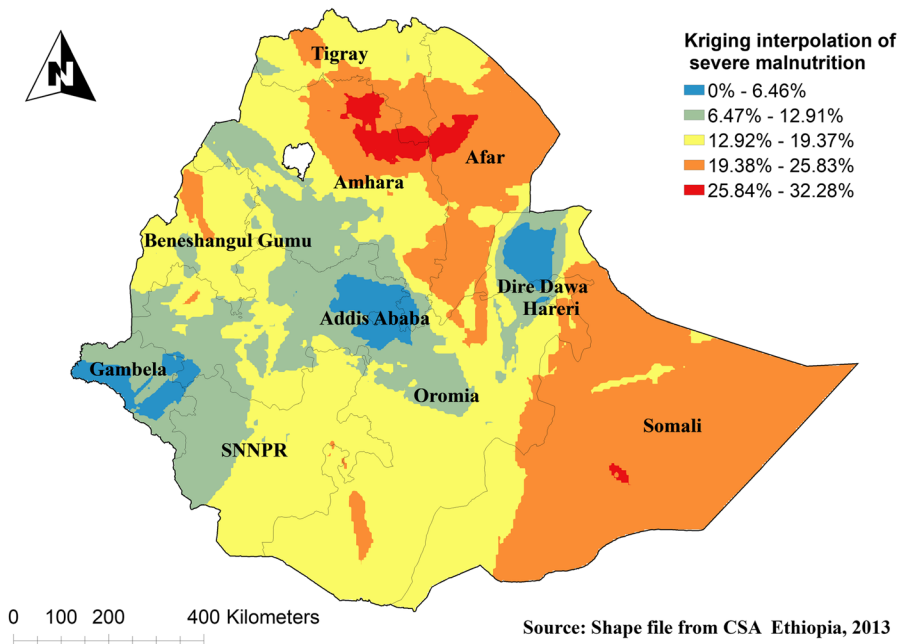 N
Kriging interpolation of
severe malnutrition
0% - 6.46%
6.47% - 12.91%
12.92% - 19.37%
19.38% - 25.83%
25.84% - 32.28%
Tigray
Afar
Amhara
Beneshangul Gumu
Dire Dawa
Hareri
Addis Ababa
Gambela
Oromia
Somali
SNNPR
0 100 200 400 Kilometers
Source: Shape file from CSA Ethiopia, 2013